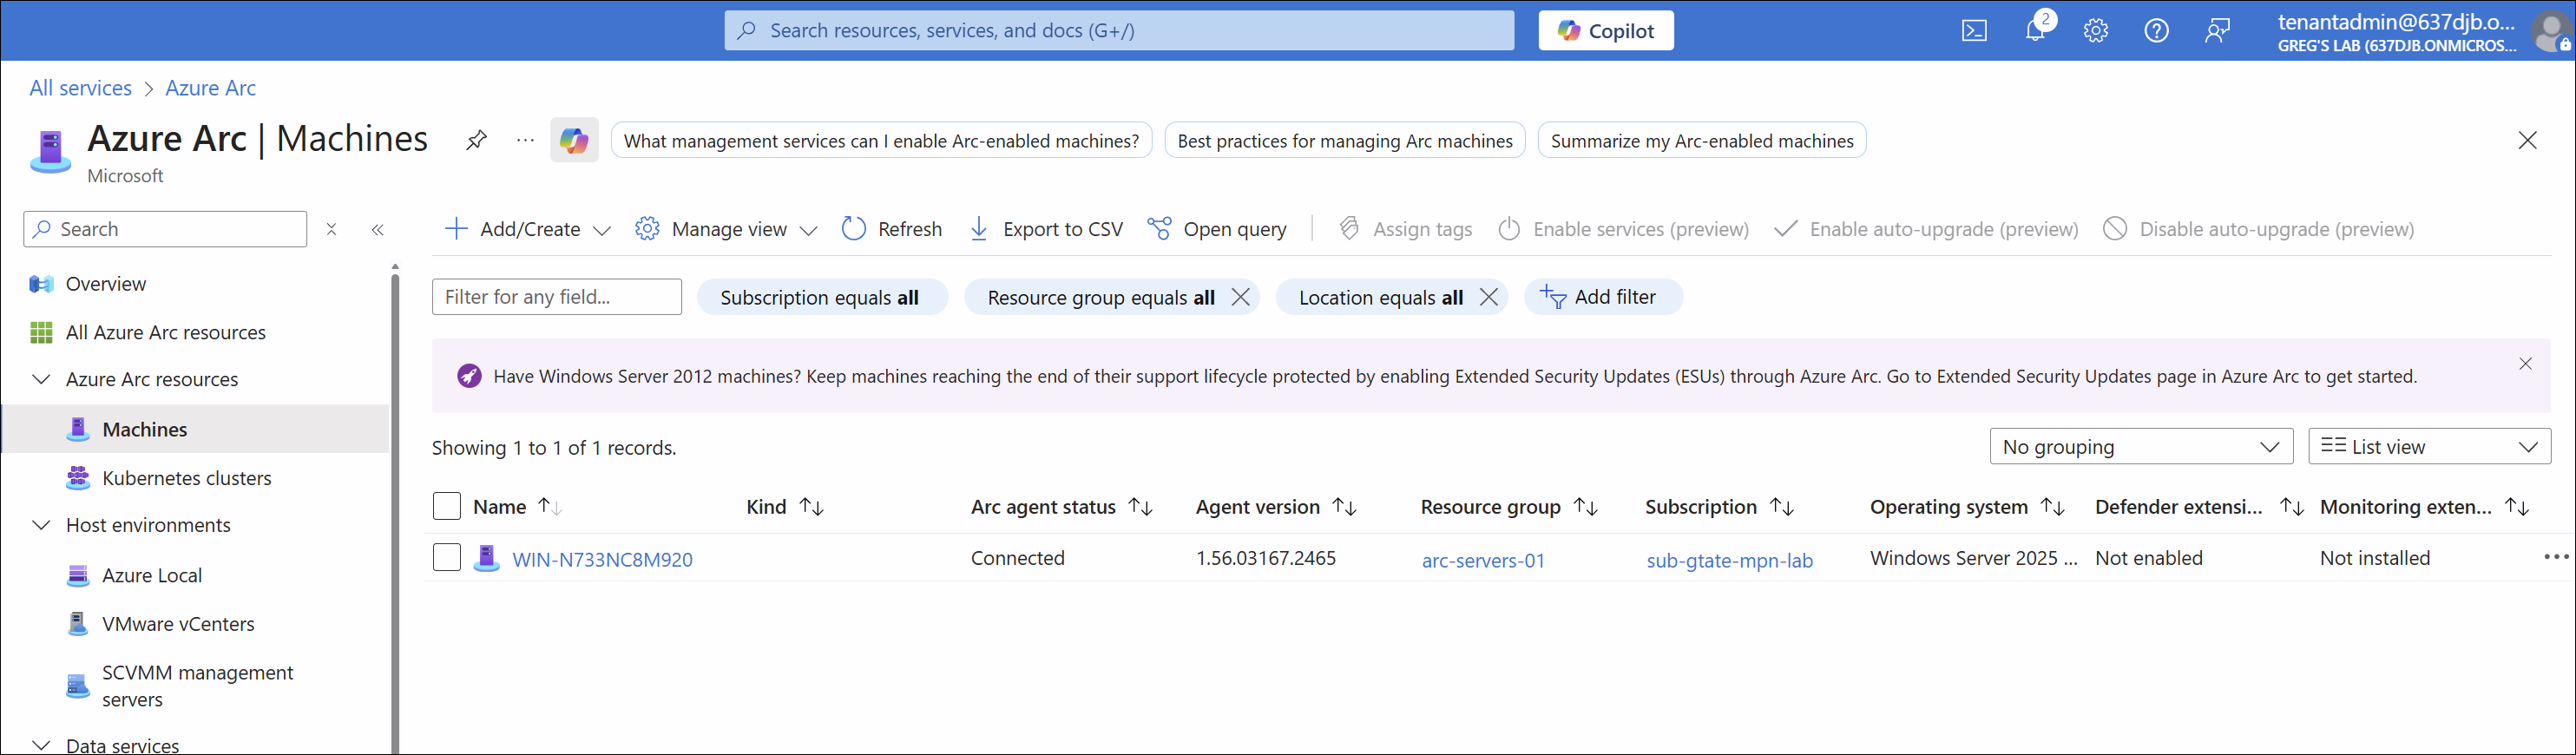 Search resources, services, and docs (G+/)
Copilot
2
tenantadmin@637djb.o...
GREG'S LAB (637DJB.ONMICROS...
All services > Azure Arc
Azure Arc | Machines
Microsoft
What management services can I enable Arc-enabled machines?
Best practices for managing Arc machines
Summarize my Arc-enabled machines
Search
Add/Create
Manage view
Refresh
Export to CSV
Open query
Assign tags
Enable services (preview)
Enable auto-upgrade (preview)
Disable auto-upgrade (preview)
Overview
All Azure Arc resources
Azure Arc resources
Machines
Kubernetes clusters
Host environments
Azure Local
VMware vCenters
SCVMM management
servers
Data services
Filter for any field...
Subscription equals all
Resource group equals all
Location equals all
Add filter
Have Windows Server 2012 machines? Keep machines reaching the end of their support lifecycle protected by enabling Extended Security Updates (ESUs) through Azure Arc. Go to Extended Security Updates page in Azure Arc to get started.
Showing 1 to 1 of 1 records.
No grouping
List view
Name Kind Arc agent status Agent version Resource group Subscription Operating system Defender extensi... Monitoring exten...
WIN-N733NC8M920 Connected 1.56.03167.2465 arc-servers-01 sub-gtate-mpn-lab Windows Server 2025 ... Not enabled Not installed